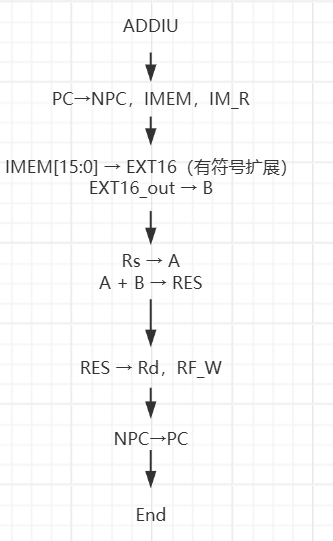 ADDIU
PC→NPC，IMEM，IM_R
IMEM[15:0] → EXT16（有符号扩展）
EXT16_out → B
Rs → A
A + B → RES
RES → Rd，RF_W
NPC→PC
End